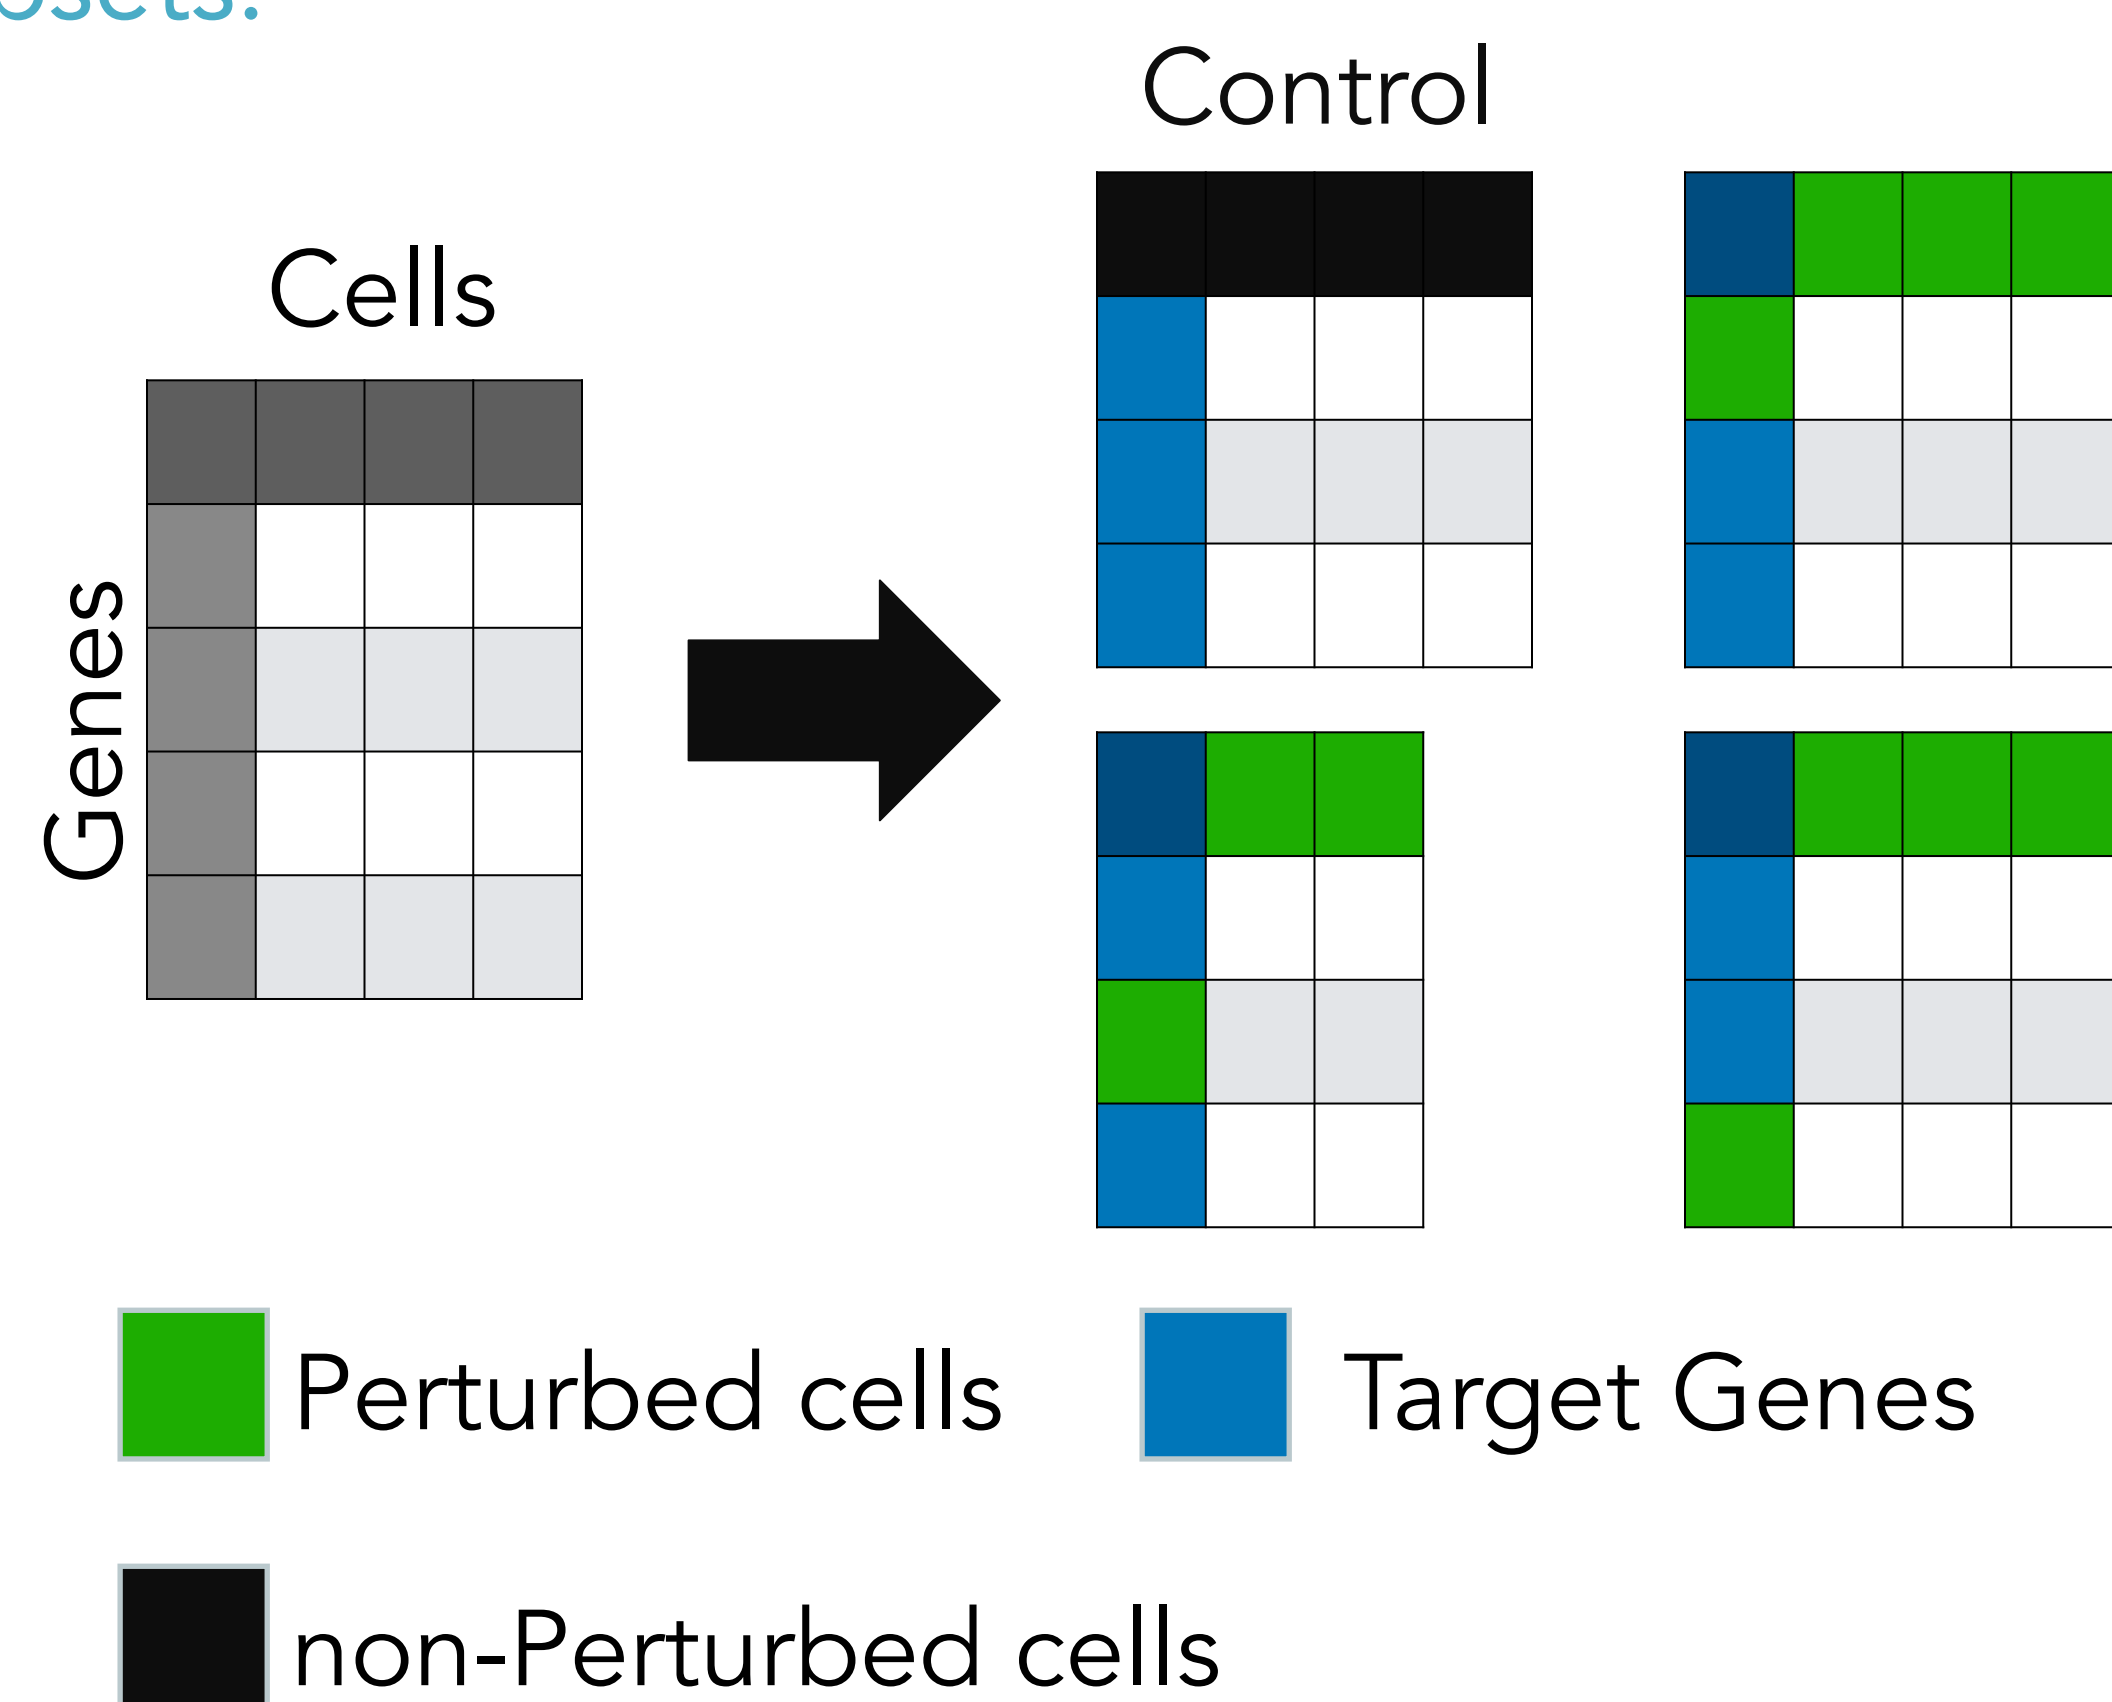 Control
Cells
Genes
Perturbed cells
Target Genes
non-Perturbed cells